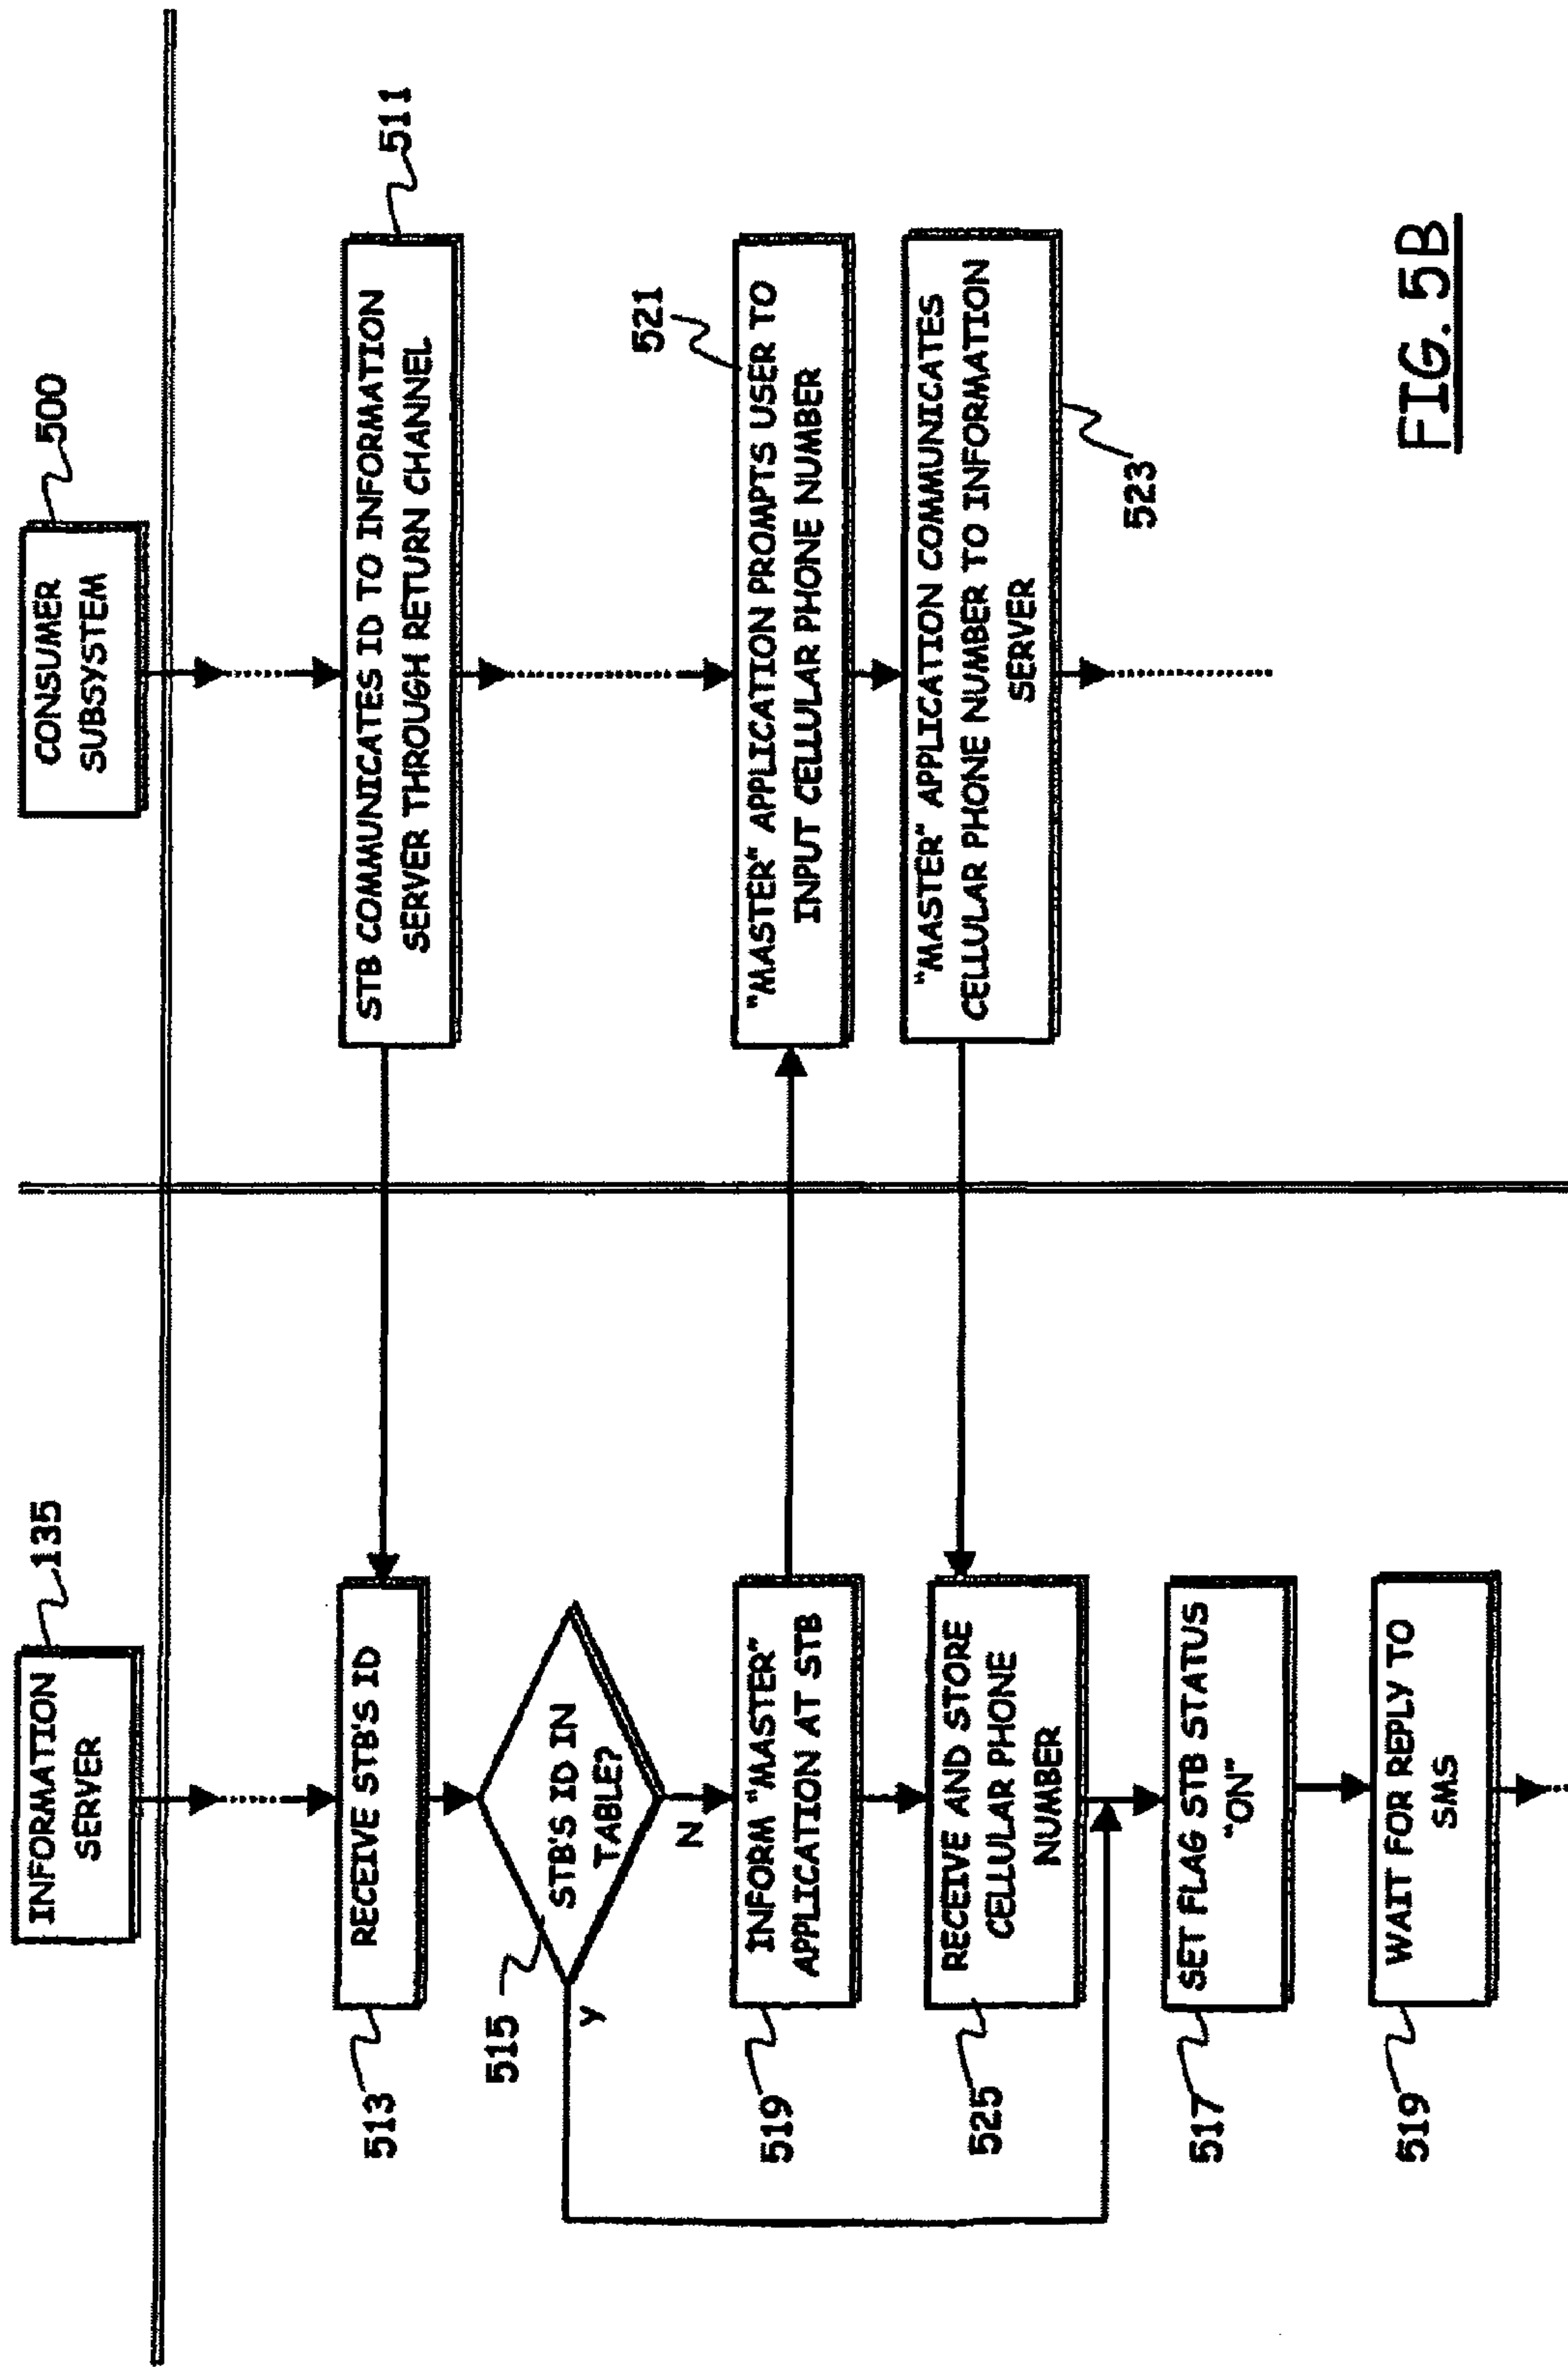 INFORMATION
SERVER
135
CONSUMER
SUBSYSTEM
500
STB COMMUNICATES ID TO INFORMATION
SERVER THROUGH RETURN CHANNEL
511
RECEIVE STB'S ID
513
STB'S ID IN
TABLE?
515
Y
N
INFORM "MASTER"
APPLICATION AT STB
519
"MASTER" APPLICATION PROMPTS USER TO
INPUT CELLULAR PHONE NUMBER
521
"MASTER" APPLICATION COMMUNICATES
CELLULAR PHONE NUMBER TO INFORMATION
SERVER
523
RECEIVE AND STORE
CELLULAR PHONE
NUMBER
525
SET FLAG STB STATUS
"ON"
517
WAIT FOR REPLY TO
SMS
519
FIG. 5B